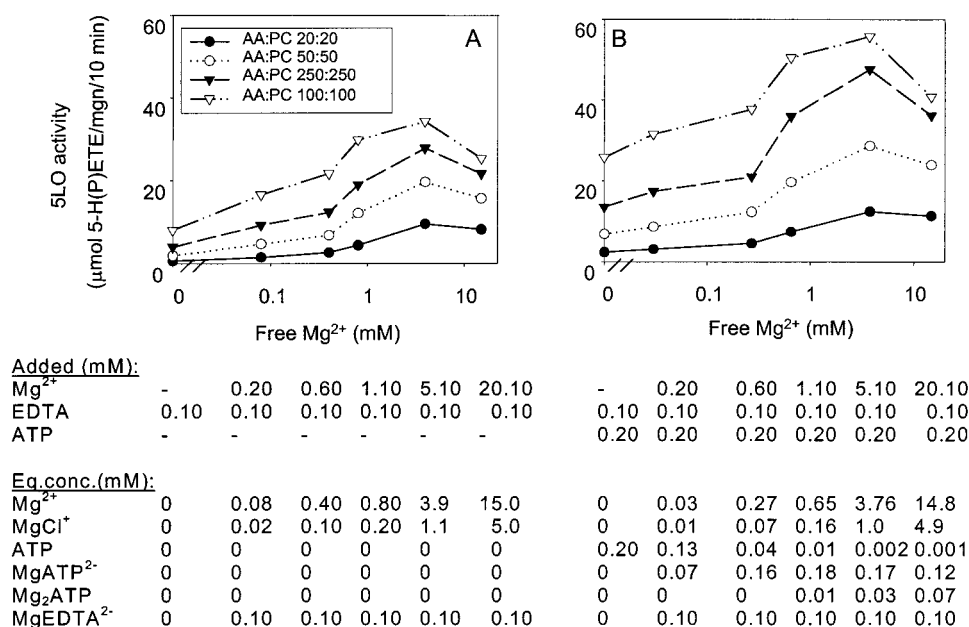 A
B
60
40
20
0
60
40
20
0
5LO activity
(μmol 5-H(P)ETE/mgn/10 min)
AA:PC 20:20
AA:PC 50:50
AA:PC 250:250
AA:PC 100:100
0 0.1 1 10
0 0.1 1 10
Free Mg²⁺ (mM)
Free Mg²⁺ (mM)
Added (mM):
Mg²⁺ - 0.20 0.60 1.10 5.10 20.10 - 0.20 0.60 1.10 5.10 20.10
EDTA 0.10 0.10 0.10 0.10 0.10 0.10 0.10 0.10 0.10 0.10 0.10 0.10
ATP - - - - - - 0.20 0.20 0.20 0.20 0.20 0.20
Eq.conc.(mM):
Mg²⁺ 0 0.08 0.40 0.80 3.9 15.0 0 0.03 0.27 0.65 3.76 14.8
MgCl⁺ 0 0.02 0.10 0.20 1.1 5.0 0 0.01 0.07 0.16 1.0 4.9
ATP 0 0 0 0 0 0 0.20 0.13 0.04 0.01 0.002 0.001
MgATP²⁻ 0 0 0 0 0 0 0 0.07 0.16 0.18 0.17 0.12
Mg₂ATP 0 0 0 0 0 0 0 0 0 0.01 0.03 0.07
MgEDTA²⁻ 0 0.10 0.10 0.10 0.10 0.10 0 0.10 0.10 0.10 0.10 0.10